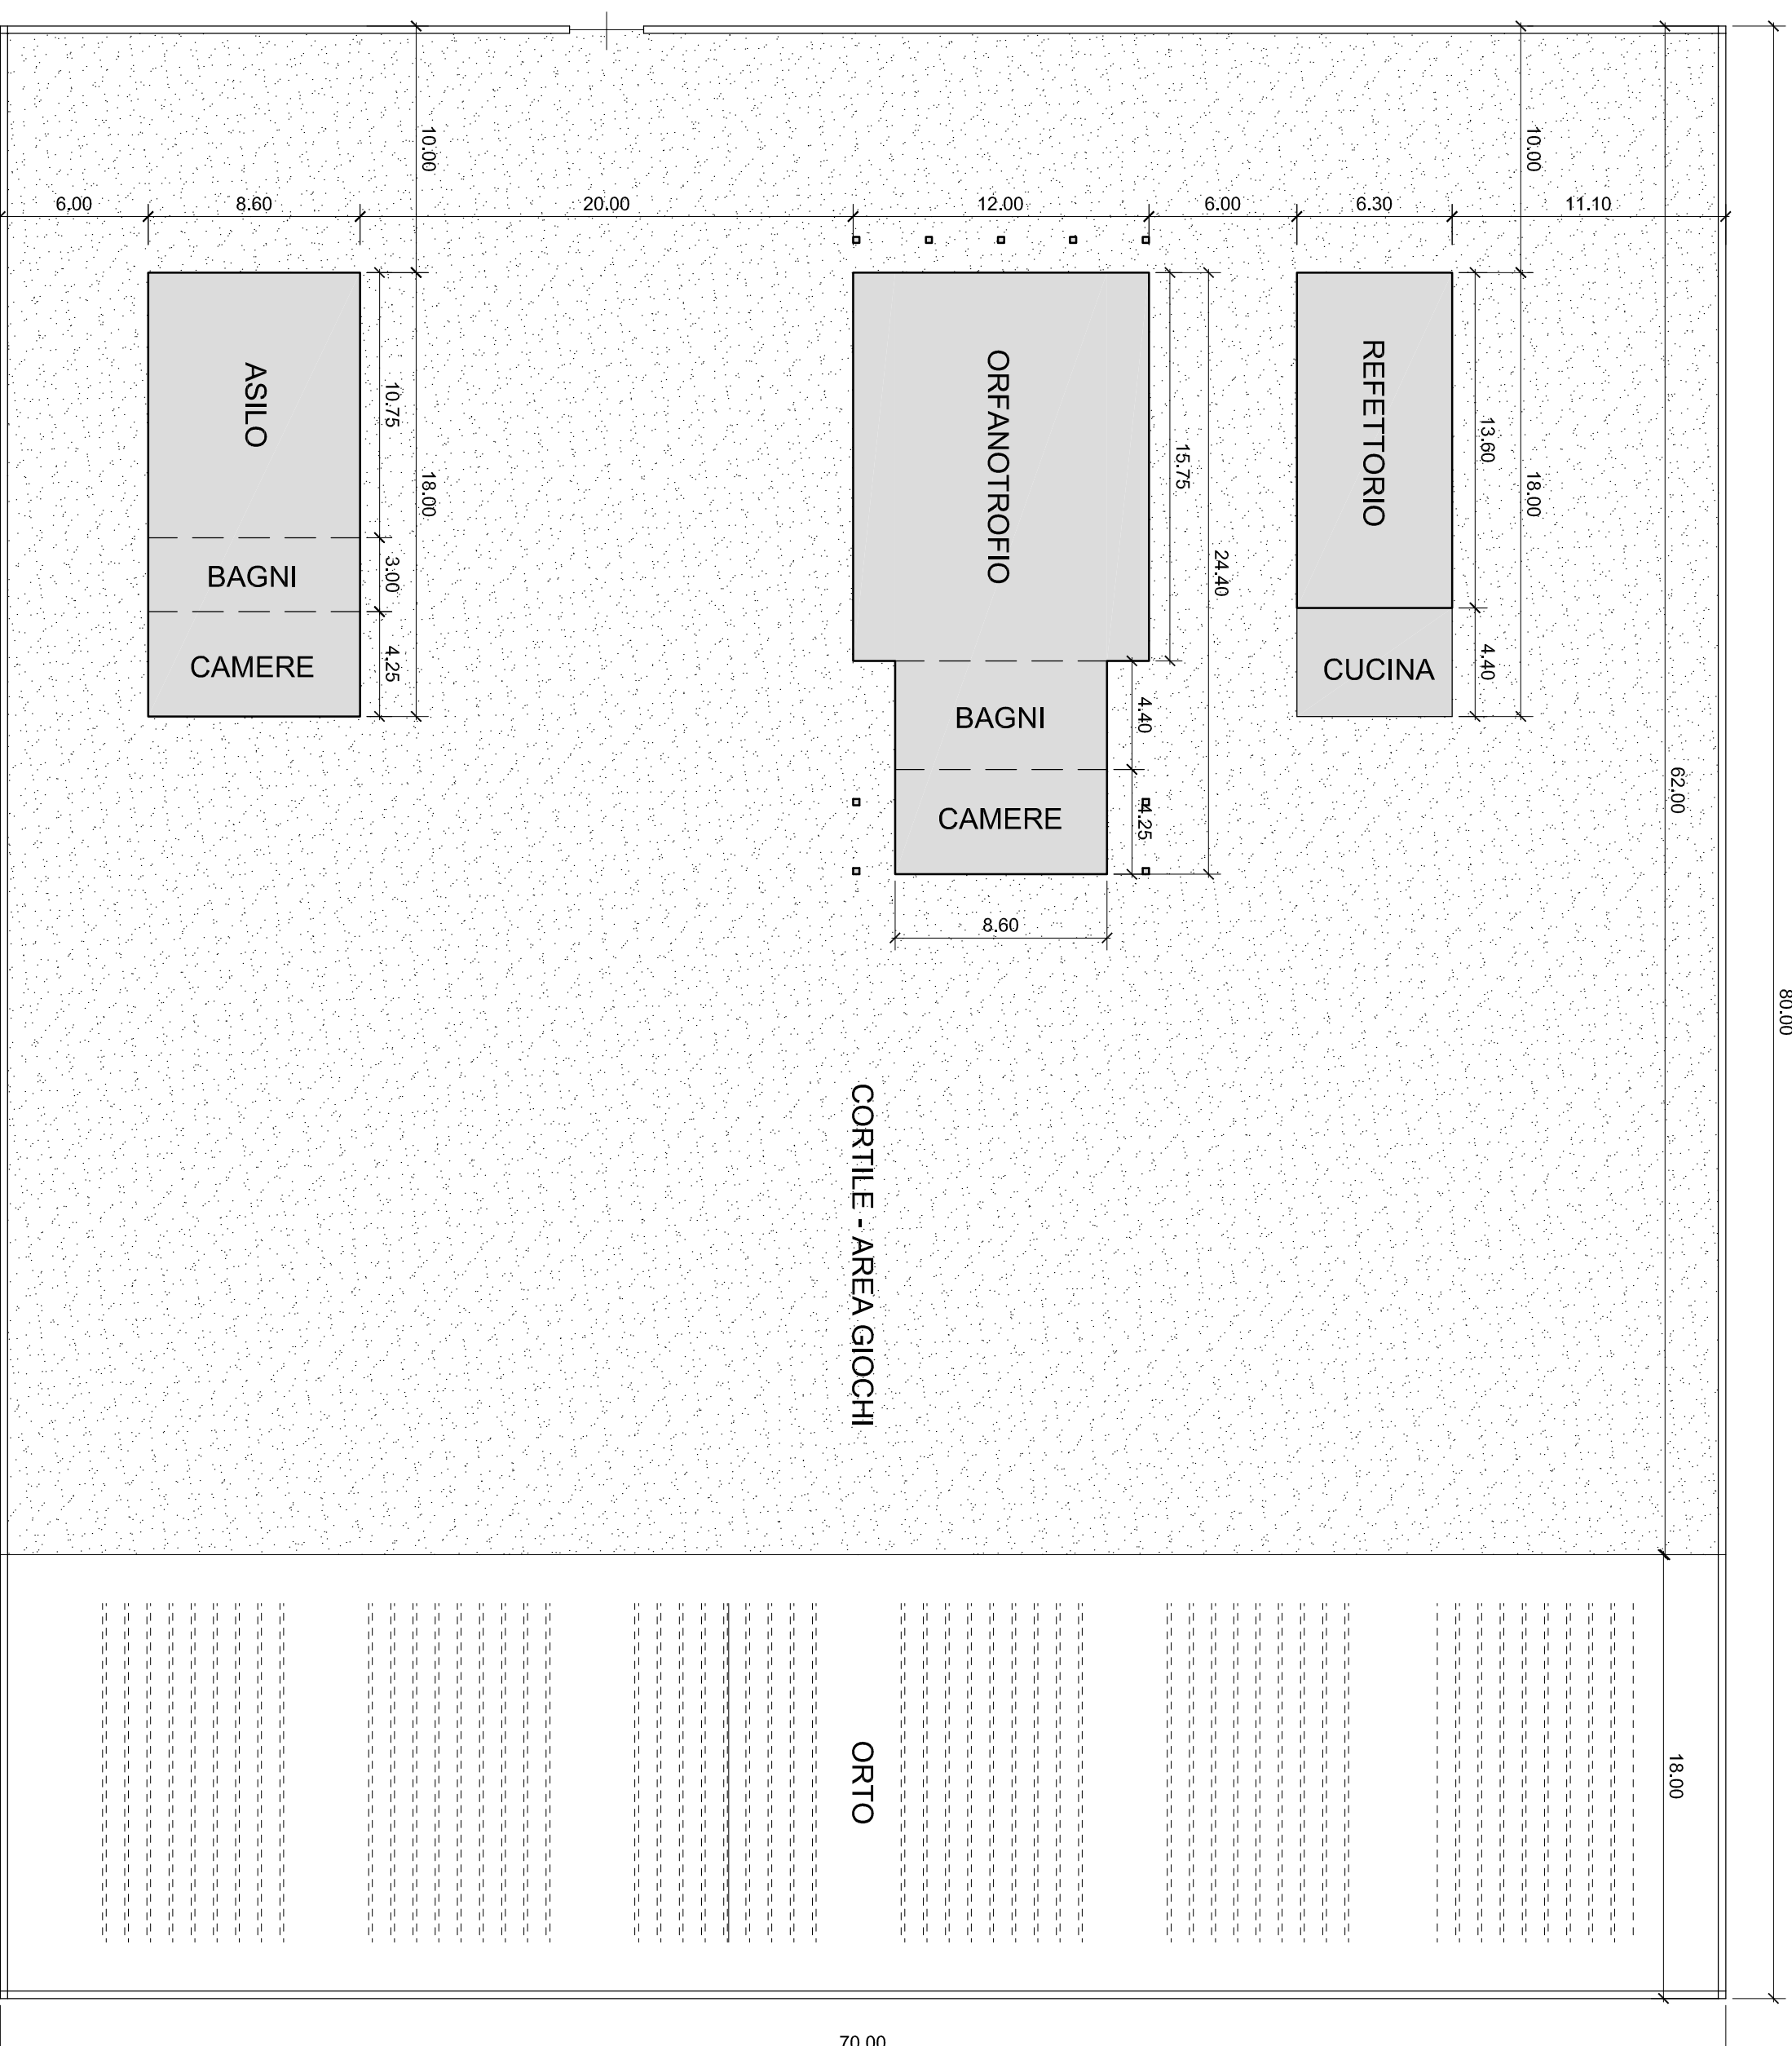 10.00
10.00
6.00
8.60
20.00
12.00
6.00
6.30
11.10
ASILO
10.75
18.00
ORFANOTROFIO
15.75
24.40
REFETTORIO
13.60
18.00
BAGNI
3.00
CAMERE
4.25
BAGNI
4.40
CUCINA
4.40
CAMERE
4.25
62.00
8.60
80.00
CORTILE - AREA GIOCHI
ORTO
18.00
70.00